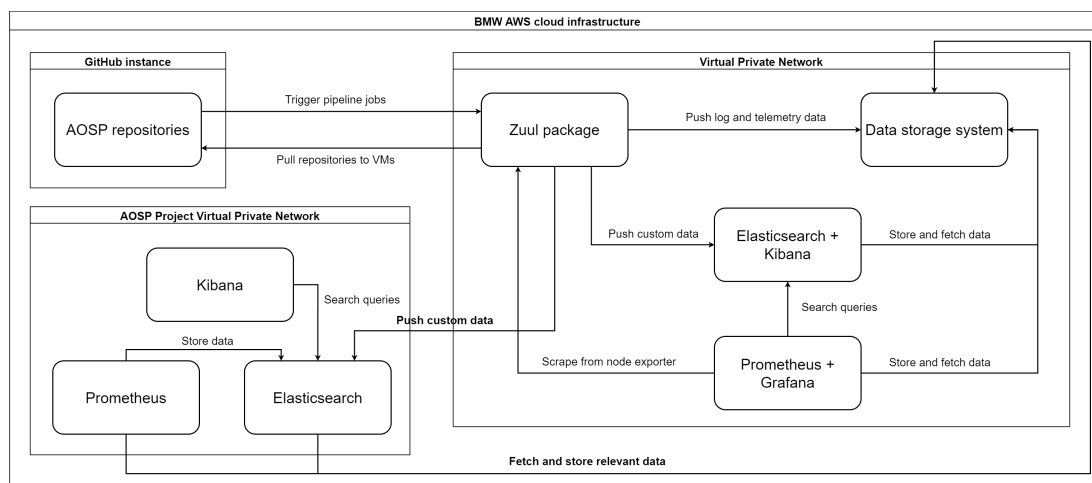 BMW AWS cloud infrastructure
GitHub instance
AOSP repositories
Trigger pipeline jobs
Pull repositories to VMs
Virtual Private Network
Zuul package
Push log and telemetry data
Data storage system
Push custom data
Elasticsearch +
Kibana
Store and fetch data
Search queries
Scrape from node exporter
Prometheus +
Grafana
Store and fetch data
AOSP Project Virtual Private Network
Kibana
Search queries
Push custom data
Store data
Prometheus
Elasticsearch
Fetch and store relevant data